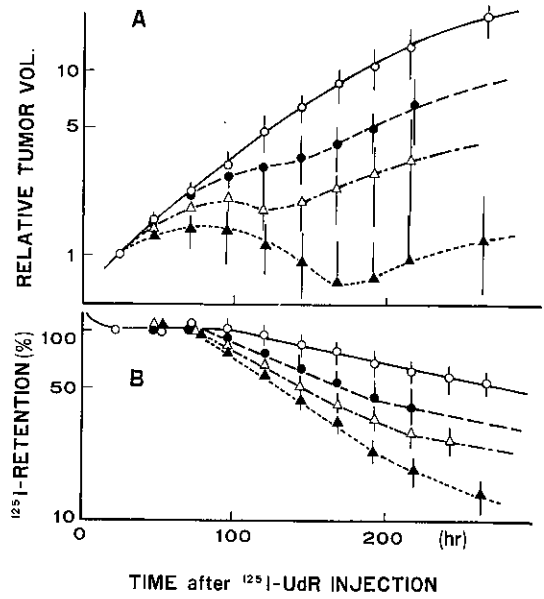 A
RELATIVE TUMOR VOL.
10
5
1
B
¹²⁵I-RETENTION (%)
100
50
10
0
100
200
(hr)
TIME after ¹²⁵I-UdR INJECTION